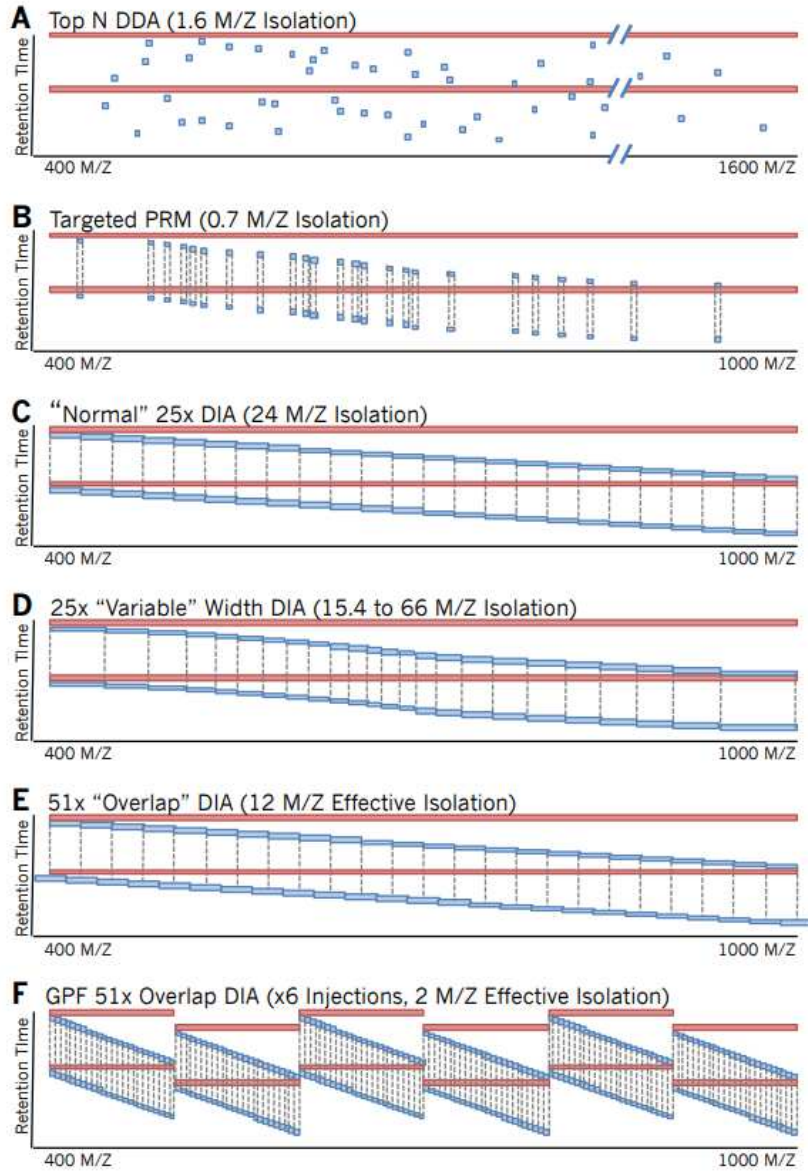 A Top N DDA (1.6 M/Z Isolation)
Retention TIme
400 M/Z 1600 M/Z
B Targeted PRM (0.7 M/Z Isolation)
Retention TIme
400 M/Z 1000 M/Z
C “Normal” 25x DIA (24 M/Z Isolation)
Retention TIme
400 M/Z 1000 M/Z
D 25x “Variable” Width DIA (15.4 to 66 M/Z Isolation)
Retention TIme
400 M/Z 1000 M/Z
E 51x “Overlap” DIA (12 M/Z Effective Isolation)
Retention TIme
400 M/Z 1000 M/Z
F GPF 51x Overlap DIA (x6 Injections, 2 M/Z Effective Isolation)
Retention TIme
400 M/Z 1000 M/Z